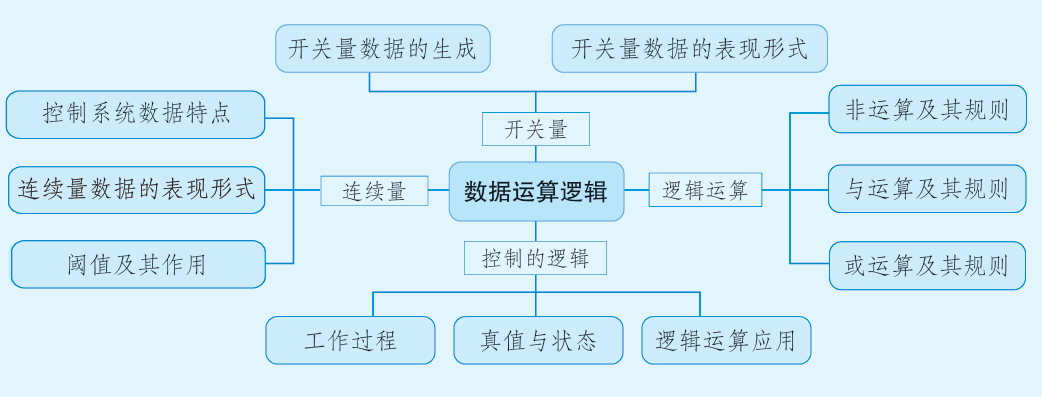 开关量数据的生成
开关量数据的表现形式
控制系统数据特点
开关量
非运算及其规则
连续量数据的表现形式
连续量
数据运算逻辑
逻辑运算
与运算及其规则
阈值及其作用
控制的逻辑
或运算及其规则
工作过程
真值与状态
逻辑运算应用